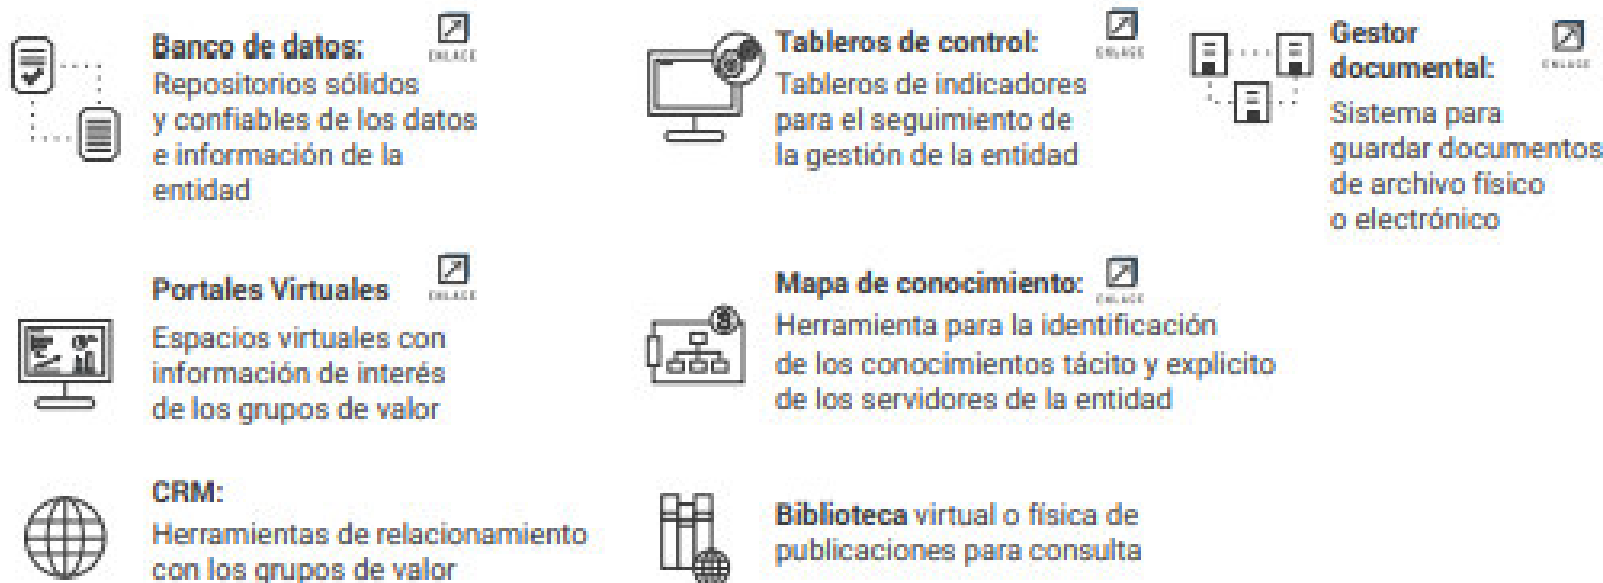 Banco de datos:
ENLACE
Repositorios sólidos
y confiables de los datos
e información de la
entidad
Tableros de control:
ENLACE
Tableros de indicadores
para el seguimiento de
la gestión de la entidad
Gestor
documental:
ENLACE
Sistema para
guardar documentos
de archivo físico
o electrónico
Portales Virtuales
ENLACE
Espacios virtuales con
información de interés
de los grupos de valor
Mapa de conocimiento:
ENLACE
Herramienta para la identificación
de los conocimientos tácito y explicito
de los servidores de la entidad
CRM:
Herramientas de relacionamiento
con los grupos de valor
Biblioteca virtual o física de
publicaciones para consulta